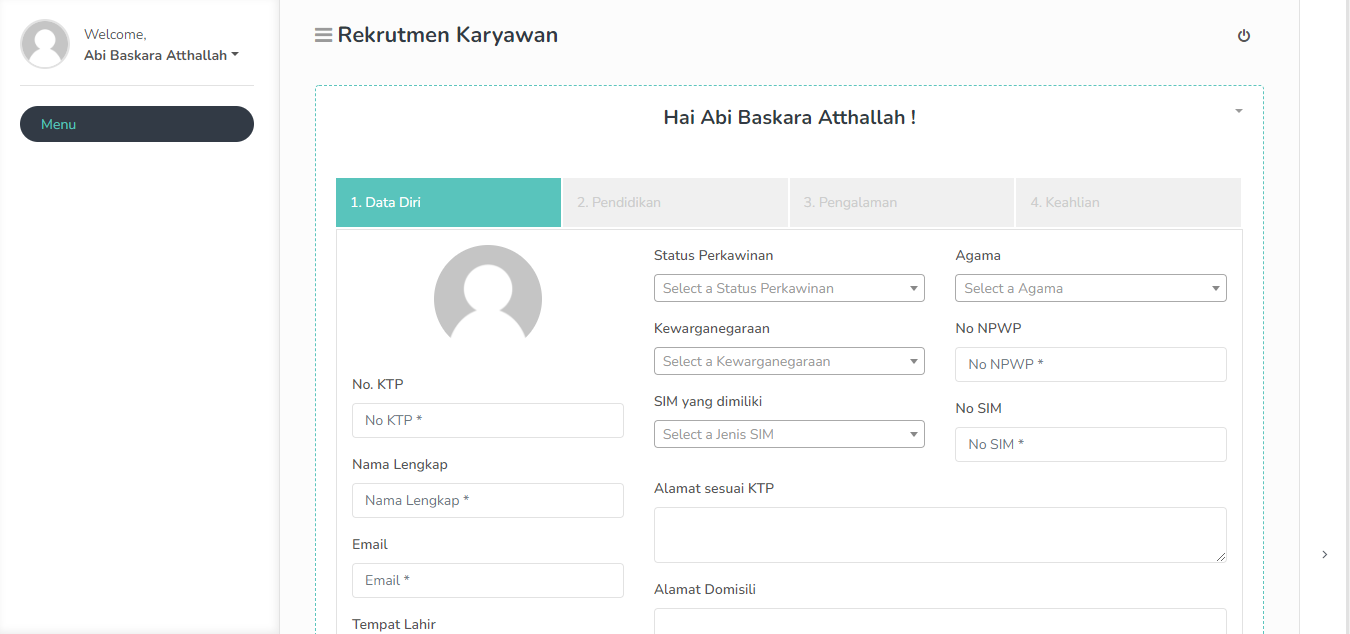 Welcome,
Abi Baskara Atthallah
Menu
Rekrutmen Karyawan
Hai Abi Baskara Atthallah !
1. Data Diri
2. Pendidikan
3. Pengalaman
4. Keahlian
No. KTP
No KTP *
Nama Lengkap
Nama Lengkap *
Email
Email *
Tempat Lahir
Status Perkawinan
Select a Status Perkawinan
Kewarganegaraan
Select a Kewarganegaraan
SIM yang dimiliki
Select a Jenis SIM
Agama
Select a Agama
No NPWP
No NPWP *
No SIM
No SIM *
Alamat sesuai KTP
Alamat Domisili